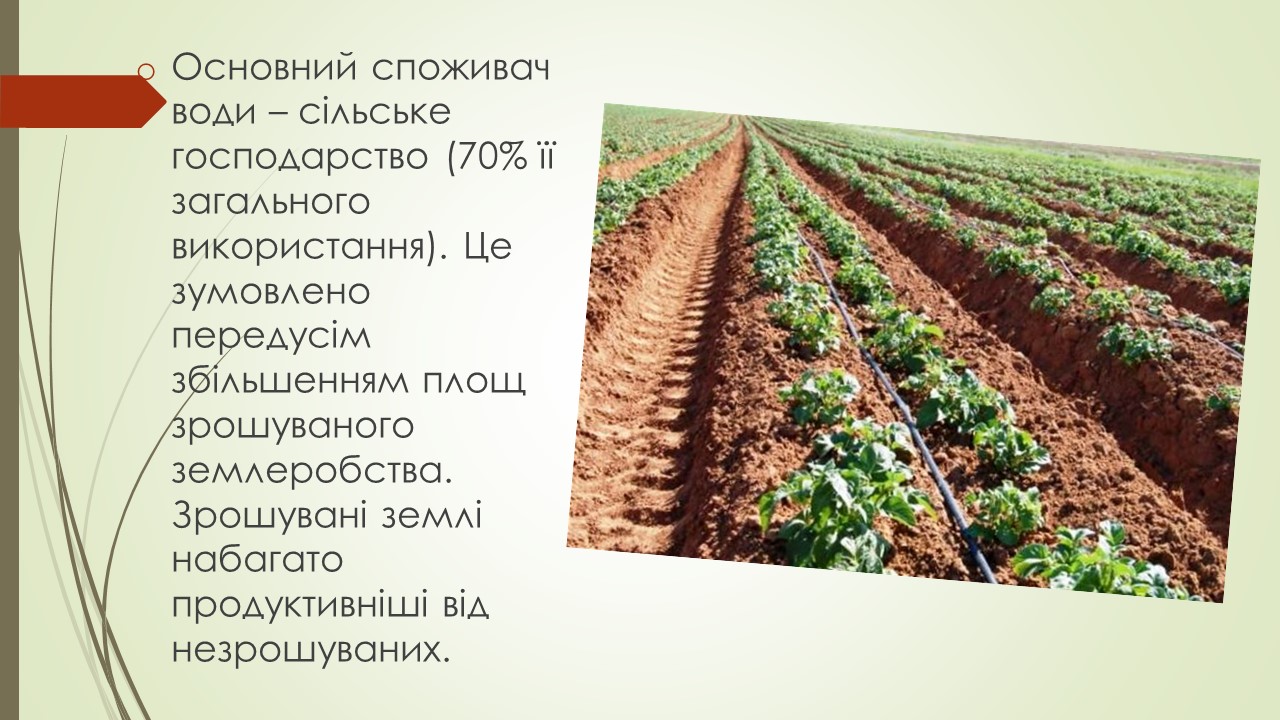 Основний споживач
води – сільське
господарство (70% її
загального
використання). Це
зумовлено
передусім
збільшенням площ
зрошуваного
землеробства.
Зрошувані землі
набагато
продуктивніші від
незрошуваних.